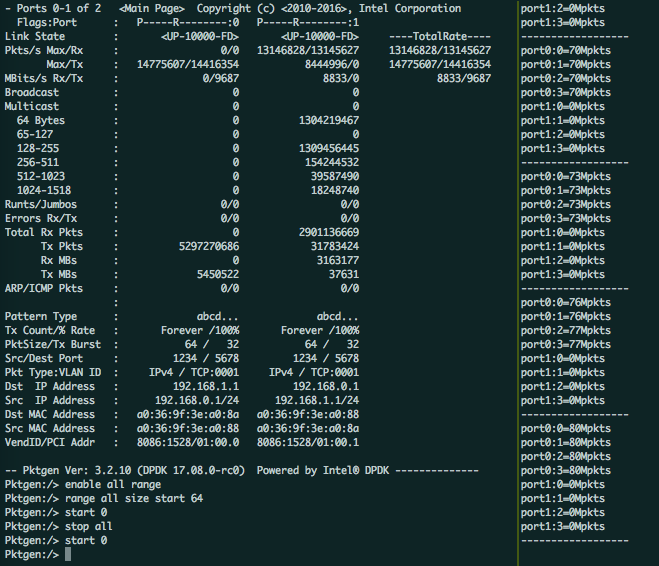 - Ports 0-1 of 2   <Main Page>  Copyright (c) <2010-2016>, Intel Corporation
  Flags:Port      :   P-----R--------:0   P-----R--------:1
Link State        :       <UP-10000-FD>       <UP-10000-FD>     ----TotalRate----
Pkts/s Max/Rx     :                 0/0   13146828/13145627     13146828/13145627
       Max/Tx     :   14775607/14416354           8444996/0     14775607/14416354
MBits/s Rx/Tx     :              0/9687              8833/0             8833/9687
Broadcast         :                   0                   0
Multicast         :                   0                   0
  64 Bytes        :                   0          1304219467
  65-127          :                   0                   0
  128-255         :                   0          1309456445
  256-511         :                   0           154244532
  512-1023        :                   0            39587490
  1024-1518       :                   0            18248740
Runts/Jumbos      :                 0/0                 0/0
Errors Rx/Tx      :                 0/0                 0/0
Total Rx Pkts     :                   0          2901136669
      Tx Pkts     :          5297270686            31783424
      Rx MBs      :                   0             3163177
      Tx MBs      :             5450522               37631
ARP/ICMP Pkts     :                 0/0                 0/0
                  :
Pattern Type      :             abcd...             abcd...
Tx Count/% Rate   :       Forever /100%       Forever /100%
PktSize/Tx Burst  :           64 /   32           64 /   32
Src/Dest Port     :         1234 / 5678         1234 / 5678
Pkt Type:VLAN ID  :     IPv4 / TCP:0001     IPv4 / TCP:0001
Dst  IP Address   :         192.168.1.1         192.168.0.1
Src  IP Address   :      192.168.0.1/24      192.168.1.1/24
Dst MAC Address   :   a0:36:9f:3e:a0:8a   a0:36:9f:3e:a0:88
Src MAC Address   :   a0:36:9f:3e:a0:88   a0:36:9f:3e:a0:8a
VendID/PCI Addr   :   8086:1528/01:00.0   8086:1528/01:00.1
-- Pktgen Ver: 3.2.10 (DPDK 17.08.0-rc0)  Powered by Intel® DPDK --------------
Pktgen:/> enable all range
Pktgen:/> range all size start 64
Pktgen:/> start 0
Pktgen:/> stop all
Pktgen:/> start 0
Pktgen:/>
port1:2=0Mpkts
port1:3=0Mpkts
------------------
port0:0=70Mpkts
port0:1=70Mpkts
port0:2=70Mpkts
port0:3=70Mpkts
port1:0=0Mpkts
port1:1=0Mpkts
port1:2=0Mpkts
port1:3=0Mpkts
------------------
port0:0=73Mpkts
port0:1=73Mpkts
port0:2=73Mpkts
port0:3=73Mpkts
port1:0=0Mpkts
port1:1=0Mpkts
port1:2=0Mpkts
port1:3=0Mpkts
------------------
port0:0=76Mpkts
port0:1=76Mpkts
port0:2=77Mpkts
port0:3=77Mpkts
port1:0=0Mpkts
port1:1=0Mpkts
port1:2=0Mpkts
port1:3=0Mpkts
------------------
port0:0=80Mpkts
port0:1=80Mpkts
port0:2=80Mpkts
port0:3=80Mpkts
port1:0=0Mpkts
port1:1=0Mpkts
port1:2=0Mpkts
port1:3=0Mpkts
------------------